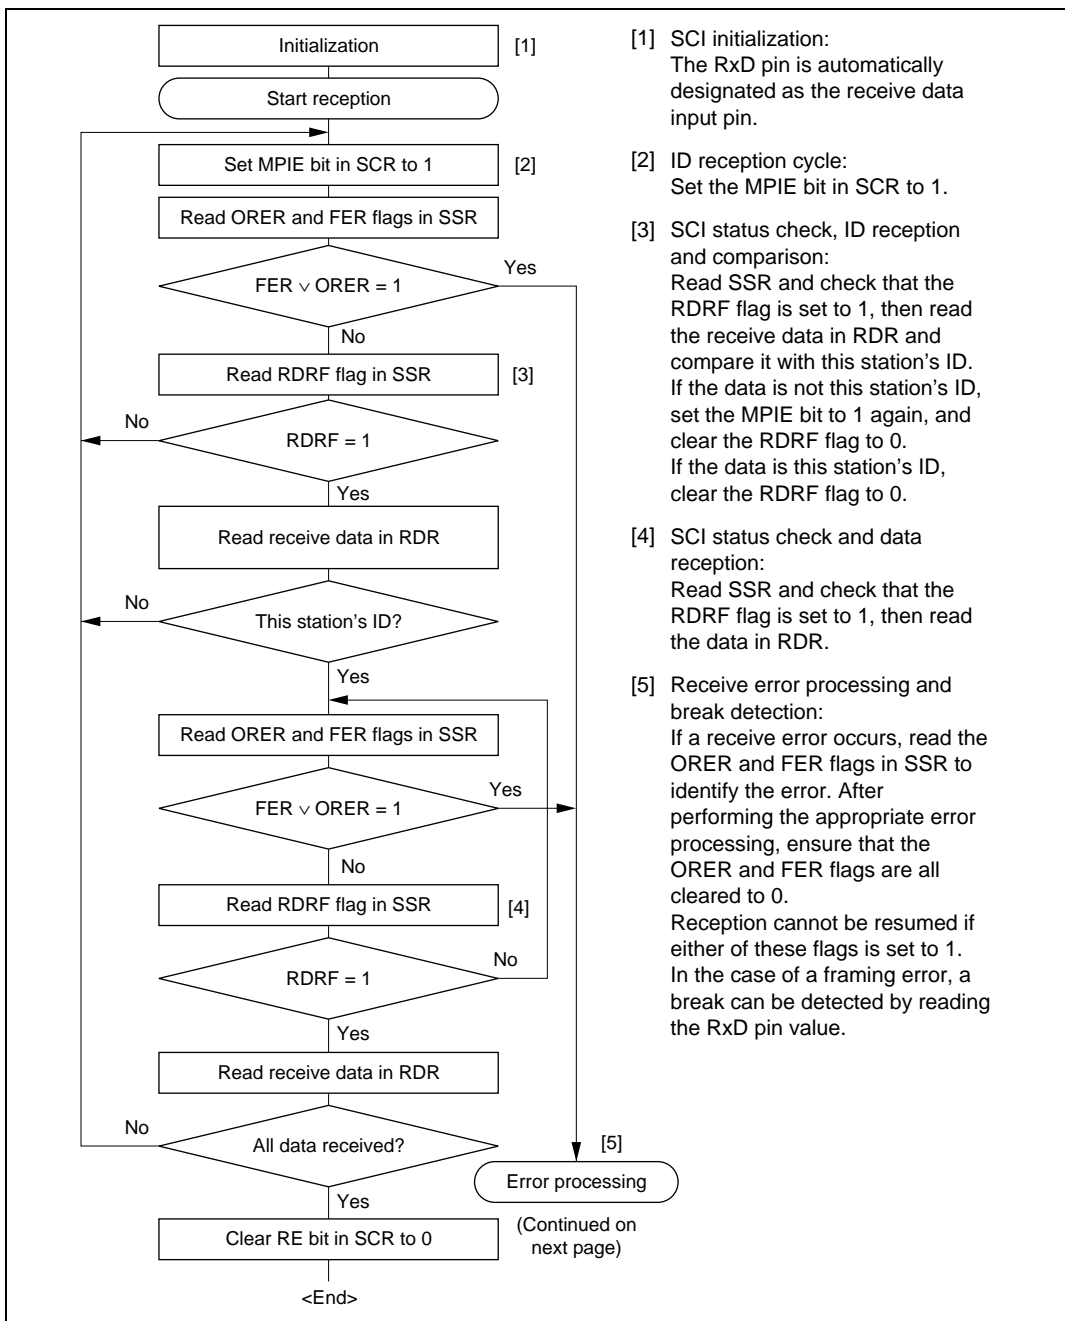 Initialization
[1]
Start reception
Set MPIE bit in SCR to 1
[2]
Read ORER and FER flags in SSR
FER ∨ ORER = 1
Yes
No
Read RDRF flag in SSR
[3]
No
RDRF = 1
Yes
Read receive data in RDR
No
This station's ID?
Yes
Read ORER and FER flags in SSR
FER ∨ ORER = 1
Yes
No
Read RDRF flag in SSR
[4]
No
RDRF = 1
Yes
Read receive data in RDR
No
All data received?
[5]
Error processing
Yes
(Continued on
next page)
Clear RE bit in SCR to 0
<End>
[1] SCI initialization:
The RxD pin is automatically
designated as the receive data
input pin.
[2] ID reception cycle:
Set the MPIE bit in SCR to 1.
[3] SCI status check, ID reception
and comparison:
Read SSR and check that the
RDRF flag is set to 1, then read
the receive data in RDR and
compare it with this station's ID.
If the data is not this station's ID,
set the MPIE bit to 1 again, and
clear the RDRF flag to 0.
If the data is this station's ID,
clear the RDRF flag to 0.
[4] SCI status check and data
reception:
Read SSR and check that the
RDRF flag is set to 1, then read
the data in RDR.
[5] Receive error processing and
break detection:
If a receive error occurs, read the
ORER and FER flags in SSR to
identify the error. After
performing the appropriate error
processing, ensure that the
ORER and FER flags are all
cleared to 0.
Reception cannot be resumed if
either of these flags is set to 1.
In the case of a framing error, a
break can be detected by reading
the RxD pin value.